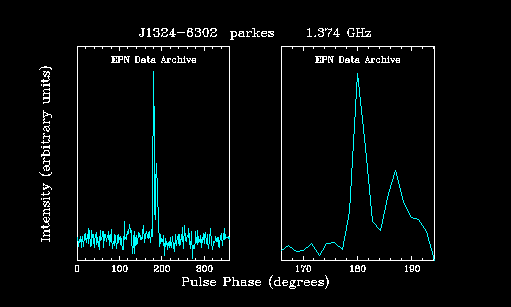 J1324-6302 parkes 1.374 GHz
EPN Data Archive EPN Data Archive
Intensity (arbitrary units)
0 100 200 300 170 180 190
Pulse Phase (degrees)